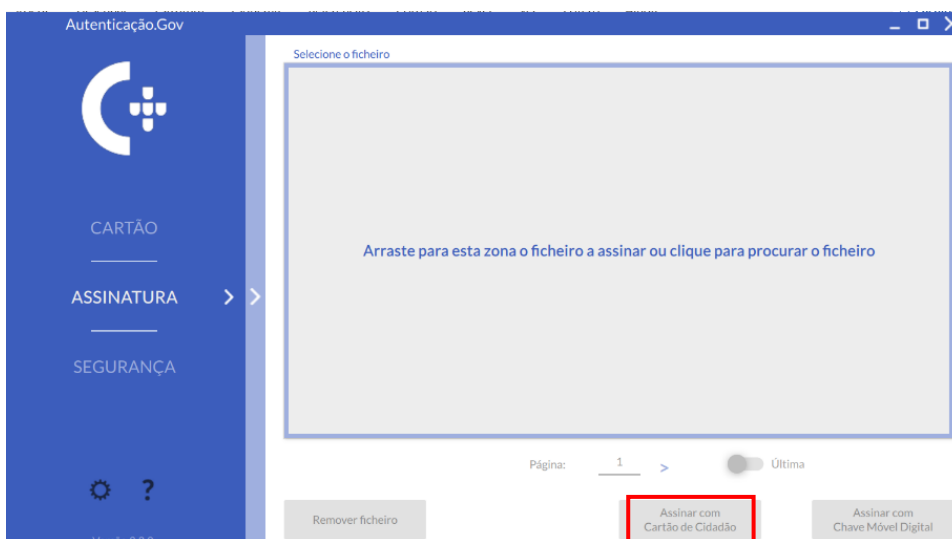 Autenticação.Gov
Selecione o ficheiro
CARTÃO
ASSINATURA
SEGURANÇA
Arraste para esta zona o ficheiro a assinar ou clique para procurar o ficheiro
Página:
1
>
Última
?
Remover ficheiro
Assinar com
Cartão de Cidadão
Assinar com
Chave Móvel Digital